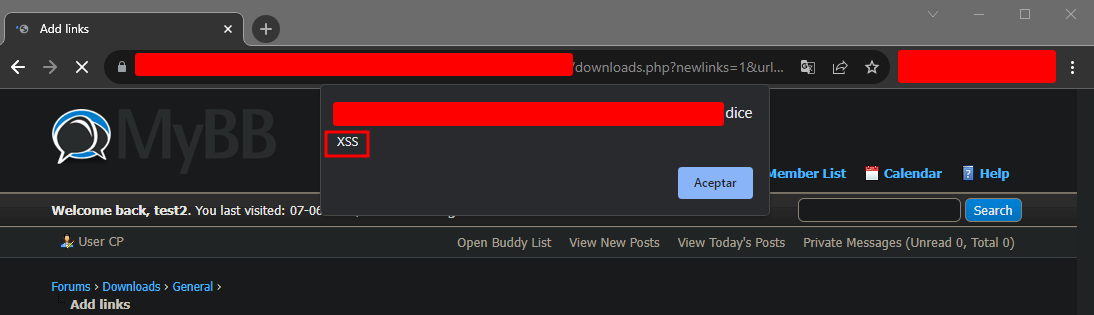 Add links
/downloads.php?newlinks=1&url...
dice
XSS
Aceptar
MyBB
Member List Calendar Help
Welcome back, test2. You last visited: 07-06
Search
User CP Open Buddy List View New Posts View Today's Posts Private Messages (Unread 0, Total 0)
Forums › Downloads › General ›
Add links